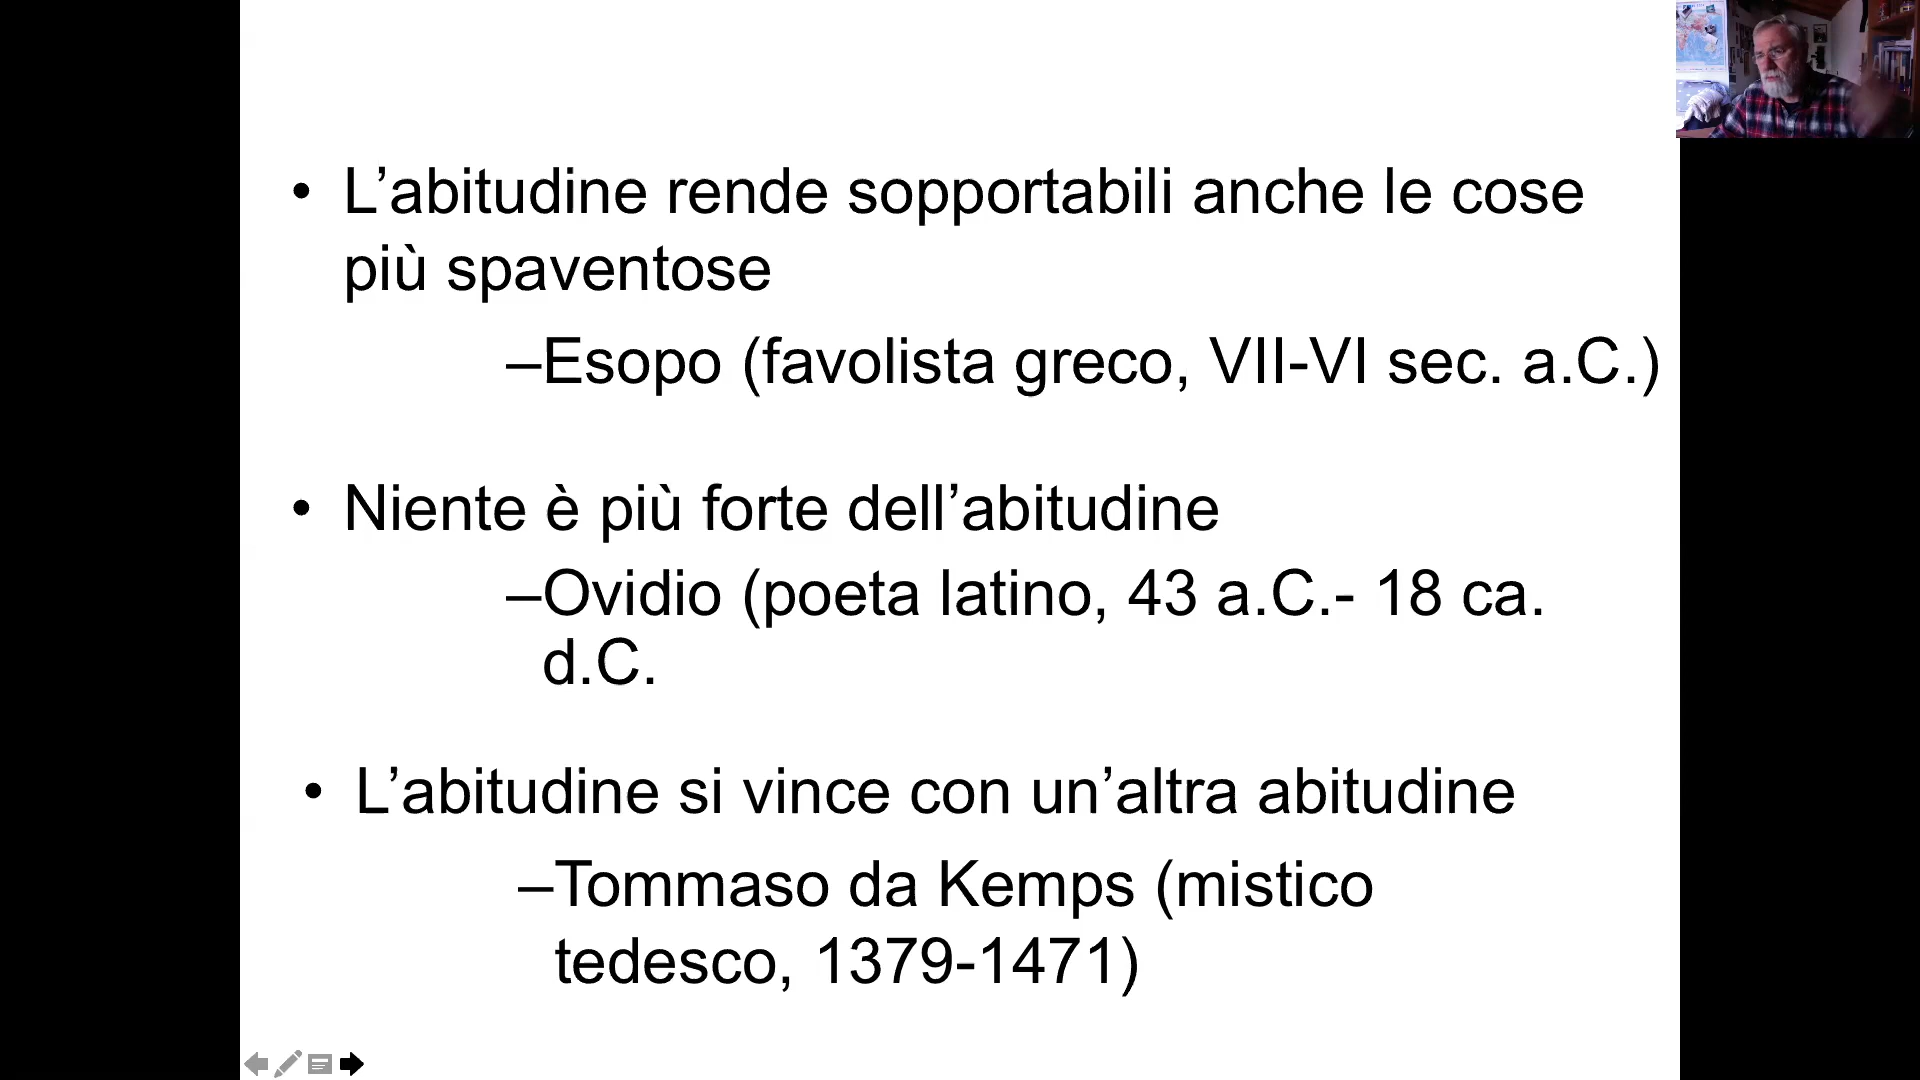 • L’abitudine rende sopportabili anche le cose
più spaventose
–Esopo (favolista greco, VII-VI sec. a.C.)
• Niente è più forte dell’abitudine
–Ovidio (poeta latino, 43 a.C.- 18 ca.
d.C.
• L’abitudine si vince con un’altra abitudine
–Tommaso da Kemps (mistico
tedesco, 1379-1471)